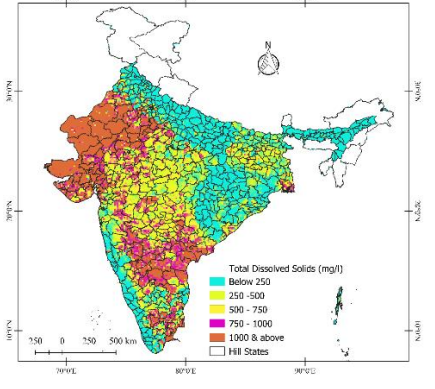 N
30°0'N
30°0'N
20°0'N
20°0'N
10°0'N
10°0'N
Total Dissolved Solids (mg/l)
Below 250
250 -500
500 - 750
750 - 1000
1000 & above
Hill States
250 0 250 500 km
70°0'E 80°0'E 90°0'E